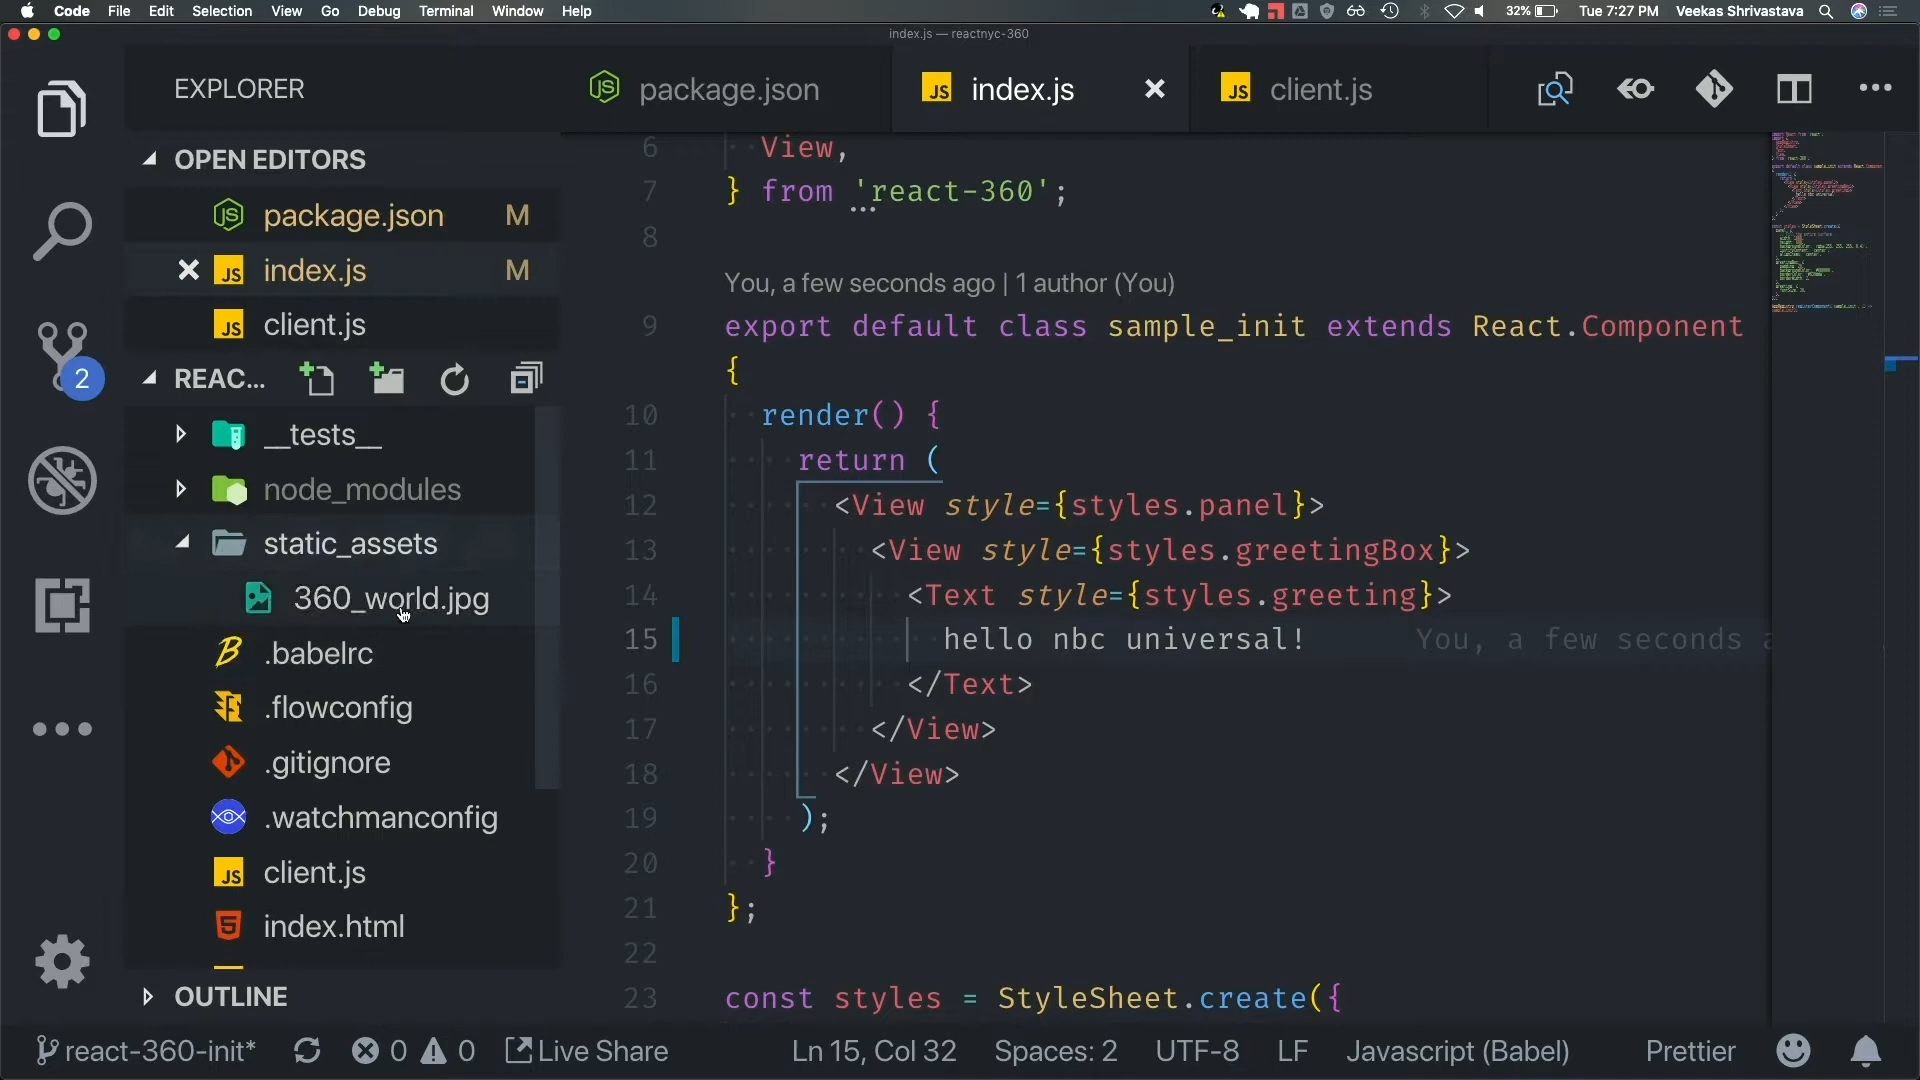 Code File Edit Selection View Go Debug Terminal Window Help 32% Tue 7:27 PM Veekas Shrivastava
index.js — reactnyc-360
EXPLORER
package.json
index.js
client.js
OPEN EDITORS
package.json M
index.js M
client.js
2
REAC...
__tests__
node_modules
static_assets
360_world.jpg
.babelrc
.flowconfig
.gitignore
.watchmanconfig
client.js
index.html
OUTLINE
6 View,
7 } from 'react-360';
8
You, a few seconds ago | 1 author (You)
9 export default class sample_init extends React.Component
{
10 render() {
11 return (
12 <View style={styles.panel}>
13 <View style={styles.greetingBox}>
14 <Text style={styles.greeting}>
15 hello nbc universal! You, a few seconds a
16 </Text>
17 </View>
18 </View>
19 );
20 }
21 };
22
23 const styles = StyleSheet.create({
react-360-init* 0 0 Live Share Ln 15, Col 32 Spaces: 2 UTF-8 LF Javascript (Babel) Prettier